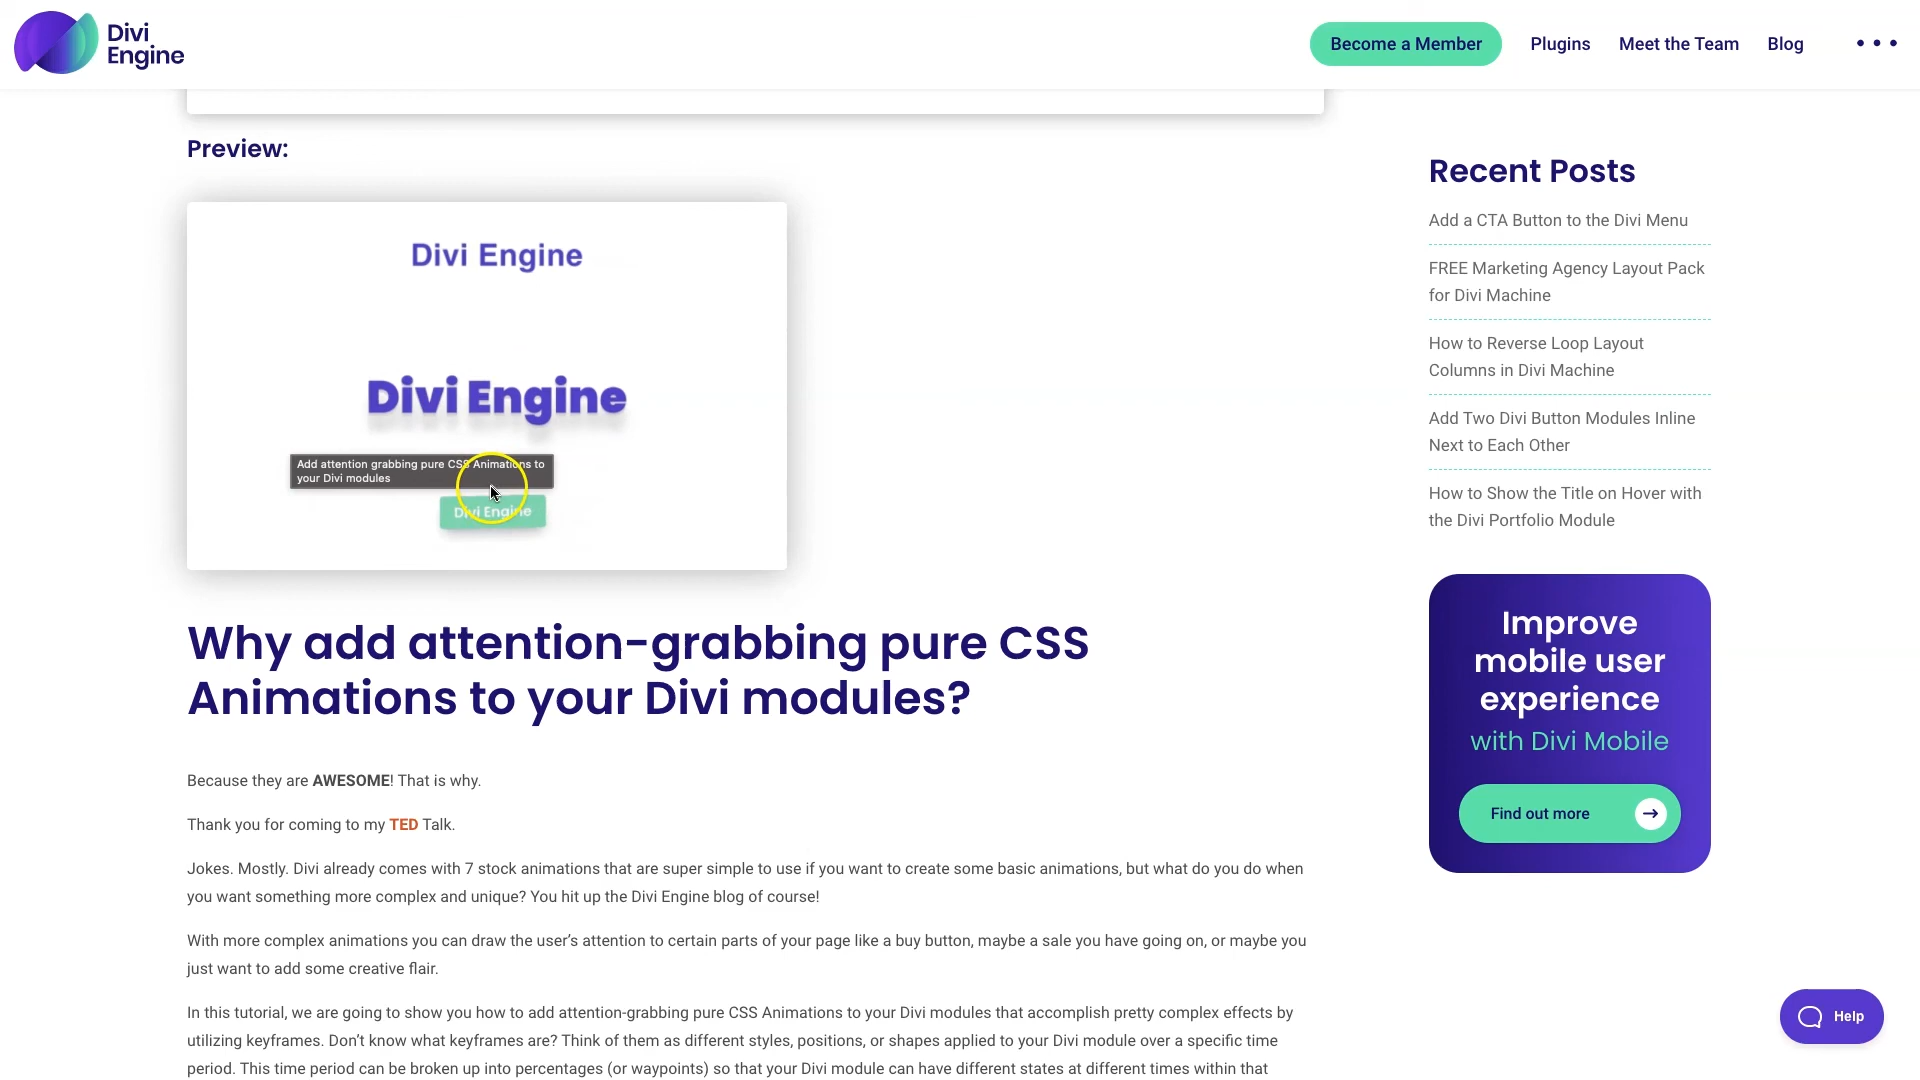 Divi
Engine
Become a Member
Plugins
Meet the Team
Blog
Preview:
Divi Engine
Divi Engine
Add attention grabbing pure CSS Animations to
your Divi modules
Divi Engine
Why add attention-grabbing pure CSS
Animations to your Divi modules?
Because they are AWESOME! That is why.
Thank you for coming to my TED Talk.
Jokes. Mostly. Divi already comes with 7 stock animations that are super simple to use if you want to create some basic animations, but what do you do when
you want something more complex and unique? You hit up the Divi Engine blog of course!
With more complex animations you can draw the user’s attention to certain parts of your page like a buy button, maybe a sale you have going on, or maybe you
just want to add some creative flair.
In this tutorial, we are going to show you how to add attention-grabbing pure CSS Animations to your Divi modules that accomplish pretty complex effects by
utilizing keyframes. Don’t know what keyframes are? Think of them as different styles, positions, or shapes applied to your Divi module over a specific time
period. This time period can be broken up into percentages (or waypoints) so that your Divi module can have different states at different times within that
Recent Posts
Add a CTA Button to the Divi Menu
FREE Marketing Agency Layout Pack
for Divi Machine
How to Reverse Loop Layout
Columns in Divi Machine
Add Two Divi Button Modules Inline
Next to Each Other
How to Show the Title on Hover with
the Divi Portfolio Module
Improve
mobile user
experience
with Divi Mobile
Find out more
Help